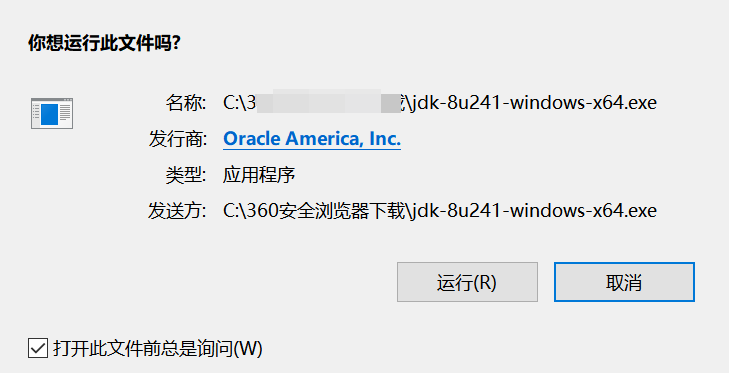 你想运行此文件吗?
名称: C:\3 载\jdk-8u241-windows-x64.exe
发行商: Oracle America, Inc.
类型: 应用程序
发送方: C:\360安全浏览器下载\jdk-8u241-windows-x64.exe
运行(R) 取消
打开此文件前总是询问(W)